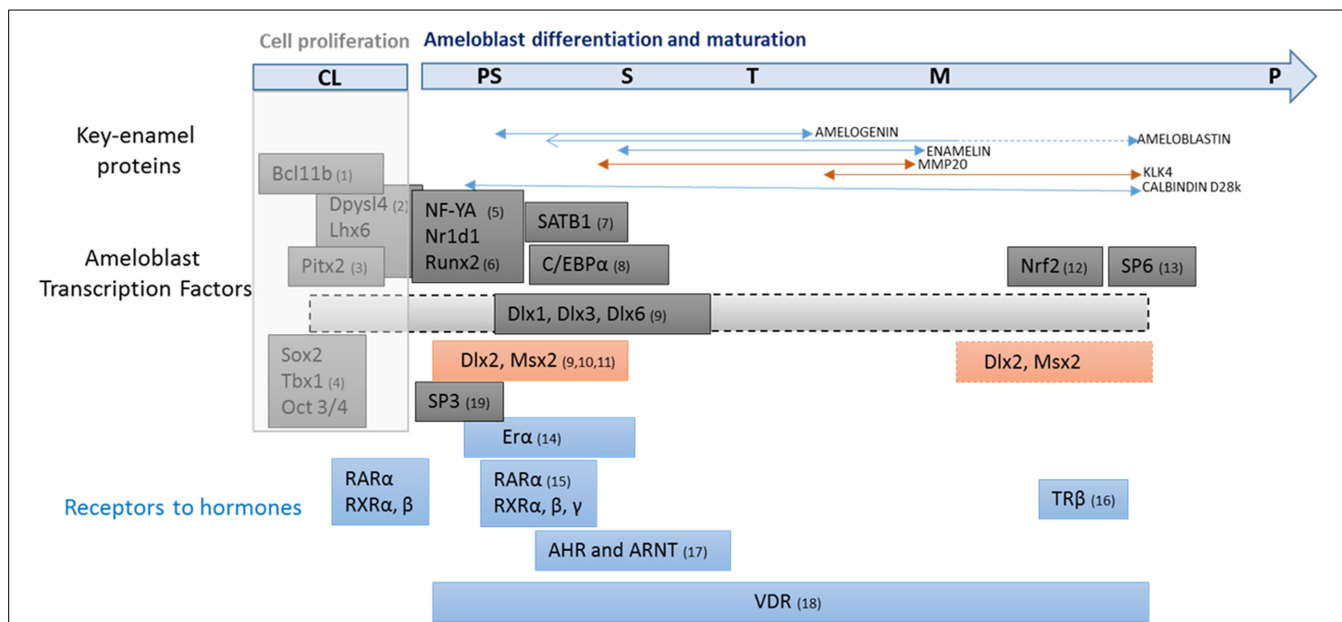 Cell proliferation
Ameloblast differentiation and maturation
CL
PS
S
T
M
P
Key-enamel
proteins
AMELOGENIN
AMELOBLASTIN
ENAMELIN
MMP20
KLK4
CALBINDIN D28k
Ameloblast
Transcription Factors
Bcl11b (1)
Dpysl4 (2)
Lhx6
Pitx2 (3)
NF-YA (5)
Nr1d1
Runx2 (6)
SATB1 (7)
C/EBPα (8)
Nrf2 (12)
SP6 (13)
Dlx1, Dlx3, Dlx6 (9)
Sox2
Tbx1 (4)
Oct 3/4
Dlx2, Msx2 (9,10,11)
Dlx2, Msx2
SP3 (19)
Erα (14)
Receptors to hormones
RARα
RXRα, β
RARα (15)
RXRα, β, γ
TRβ (16)
AHR and ARNT (17)
VDR (18)